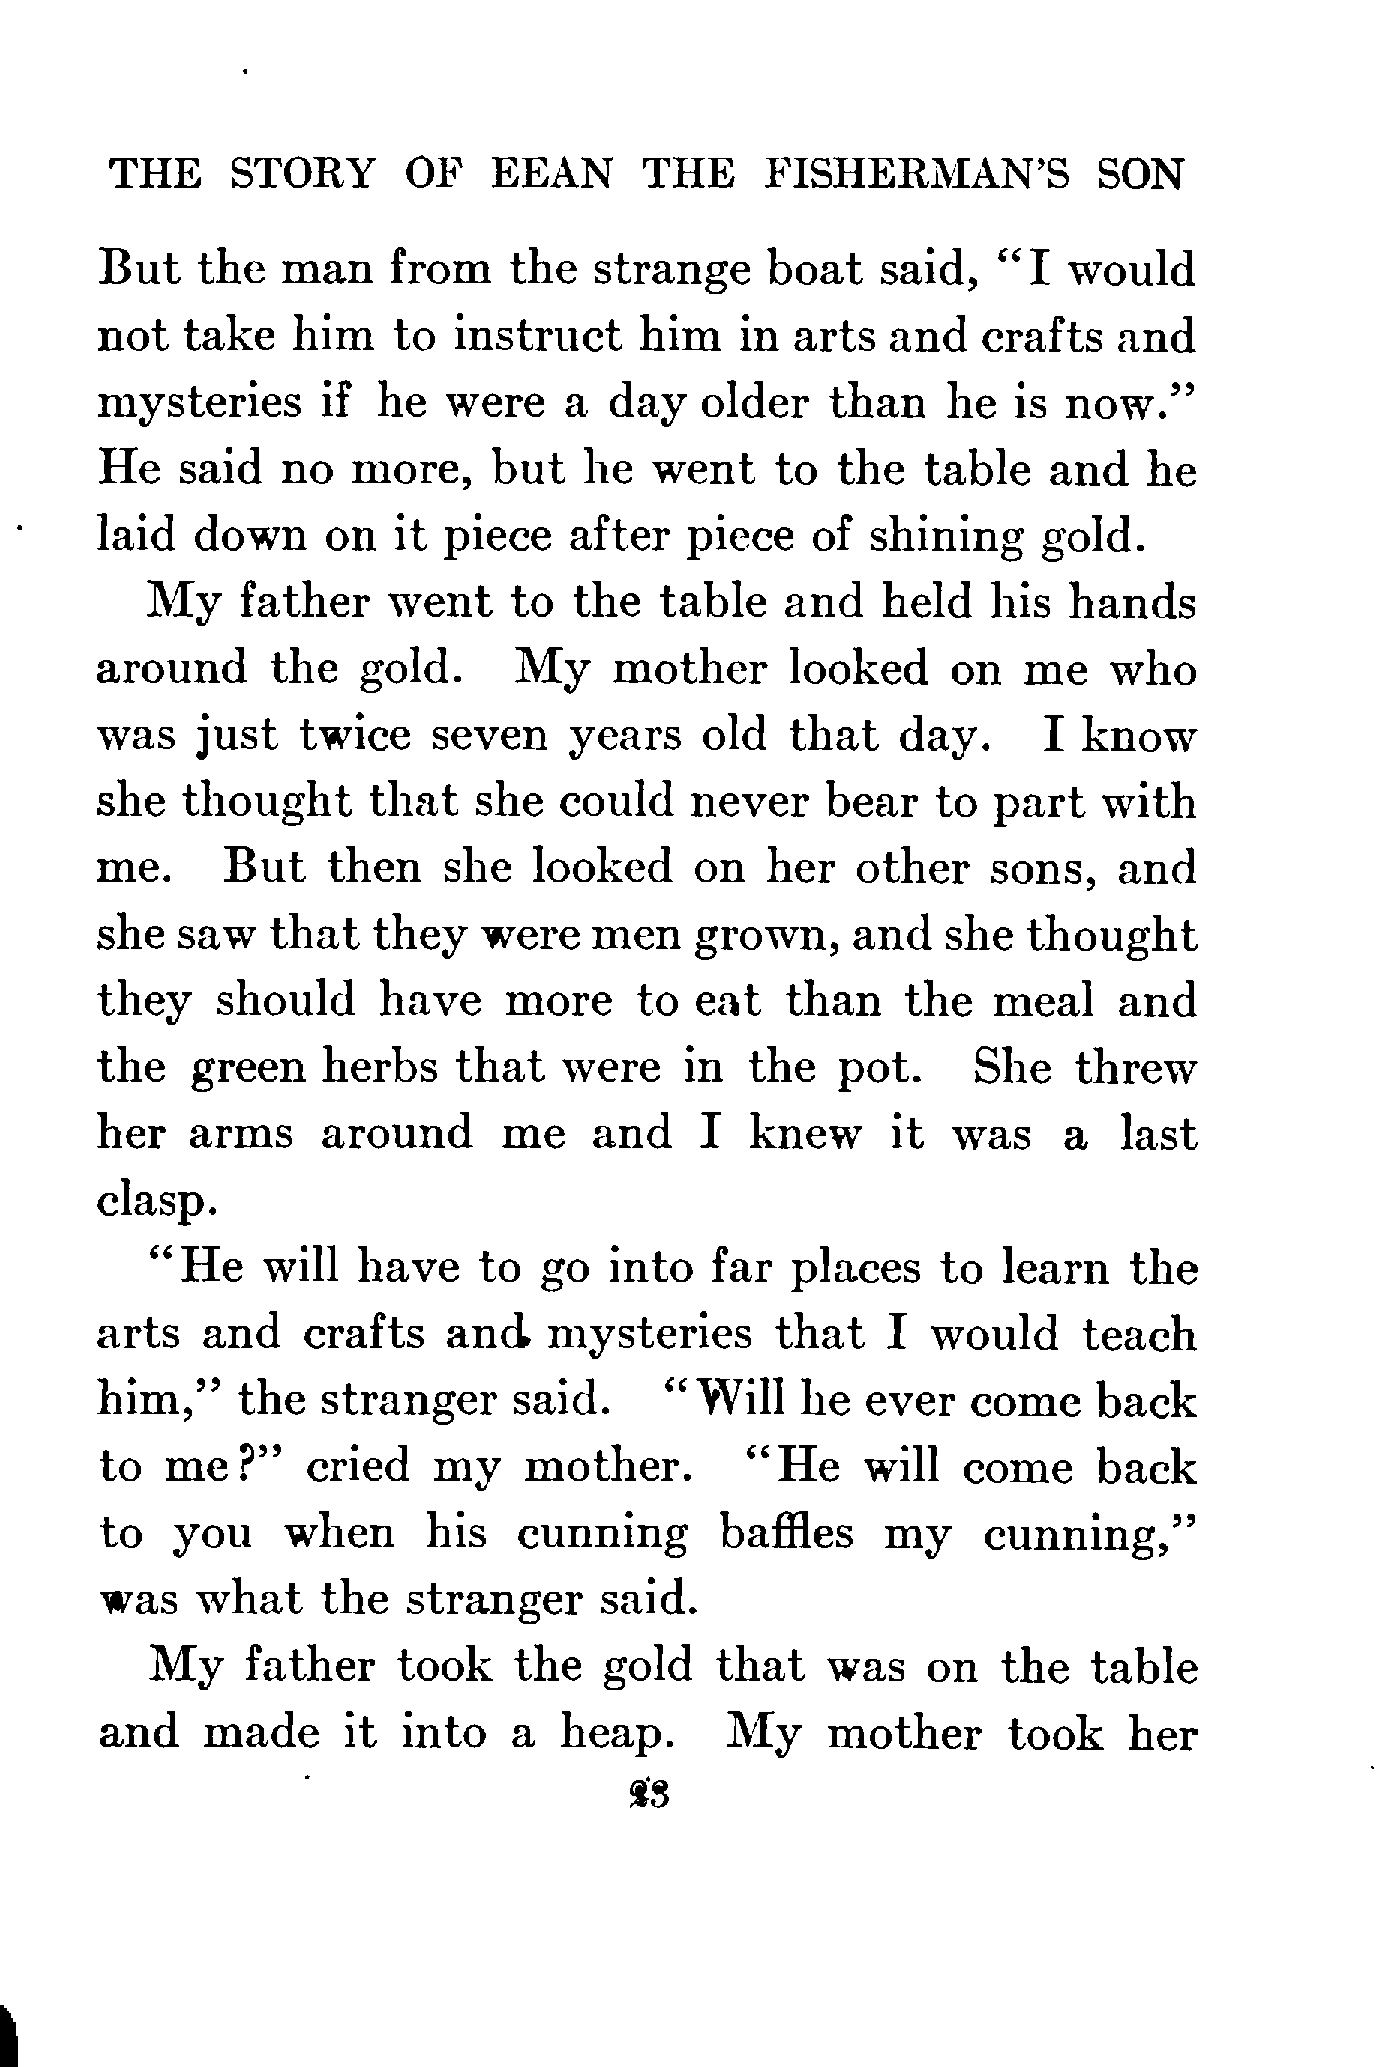 THE STORY OF EEAN THE FISHERMAN'S SON
But the man from the strange boat said, “I would
not take him to instruct him in arts and crafts and
mysteries if he were a day older than he is now.”
He said no more, but he went to the table and he
laid down on it piece after piece of shining gold.
My father went to the table and held his hands
around the gold. My mother looked on me who
was just twice seven years old that day. I know
she thought that she could never bear to part with
me. But then she looked on her other sons, and
she saw that they were men grown, and she thought
they should have more to eat than the meal and
the green herbs that were in the pot. She threw
her arms around me and I knew it was a last
clasp.
“He will have to go into far places to learn the
arts and crafts and mysteries that I would teach
him,” the stranger said. “Will he ever come back
to me?” cried my mother. “He will come back
to you when his cunning baffles my cunning,”
was what the stranger said.
My father took the gold that was on the table
and made it into a heap. My mother took her
23